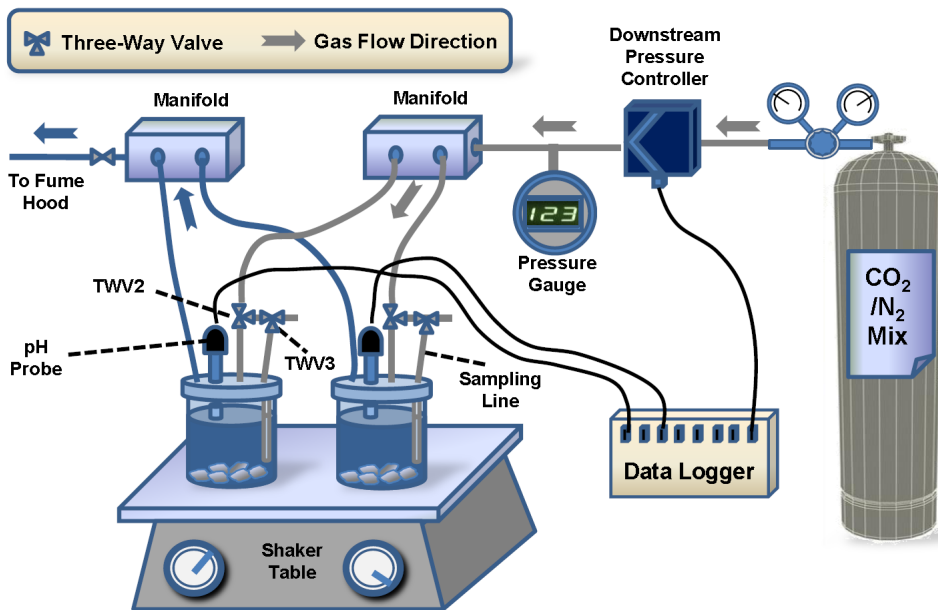 Three-Way Valve
Gas Flow Direction
Downstream
Pressure
Controller
Manifold
Manifold
To Fume
Hood
123
Pressure
Gauge
CO₂
/N₂
Mix
TWV2
pH
Probe
TWV3
Sampling
Line
Data Logger
Shaker
Table